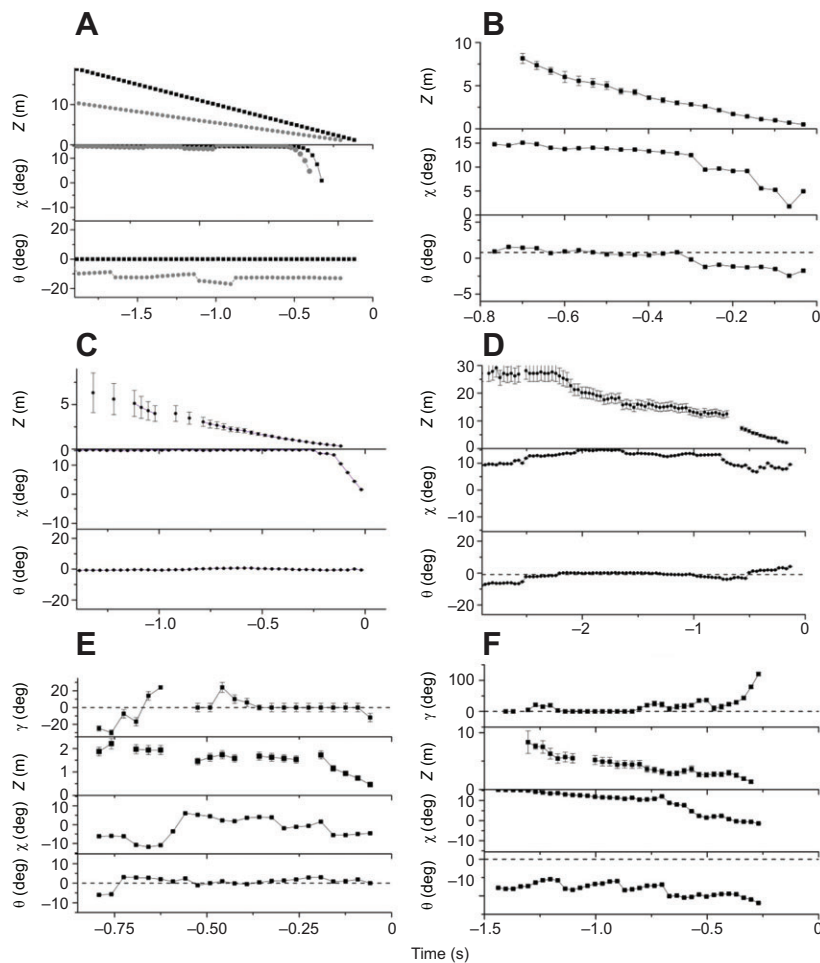 A
Z (m)
10
0
χ (deg)
10
0
–10
θ (deg)
20
0
–20
–1.5 –1.0 –0.5 0
B
Z (m)
10
5
0
χ (deg)
15
10
5
0
θ (deg)
5
0
–5
–0.8 –0.6 –0.4 –0.2 0
C
Z (m)
5
0
χ (deg)
10
0
–10
θ (deg)
20
0
–20
–1.0 –0.5 0
D
Z (m)
30
20
10
0
χ (deg)
10
0
–10
θ (deg)
20
0
–20
–2 –1 0
E
γ (deg)
20
0
–20
Z (m)
2
1
0
χ (deg)
10
0
–10
θ (deg)
10
0
–10
–0.75 –0.50 –0.25 0
F
γ (deg)
100
0
Z (m)
10
5
0
χ (deg)
10
0
–10
θ (deg)
0
–10
–1.5 –1.0 –0.5 0
Time (s)